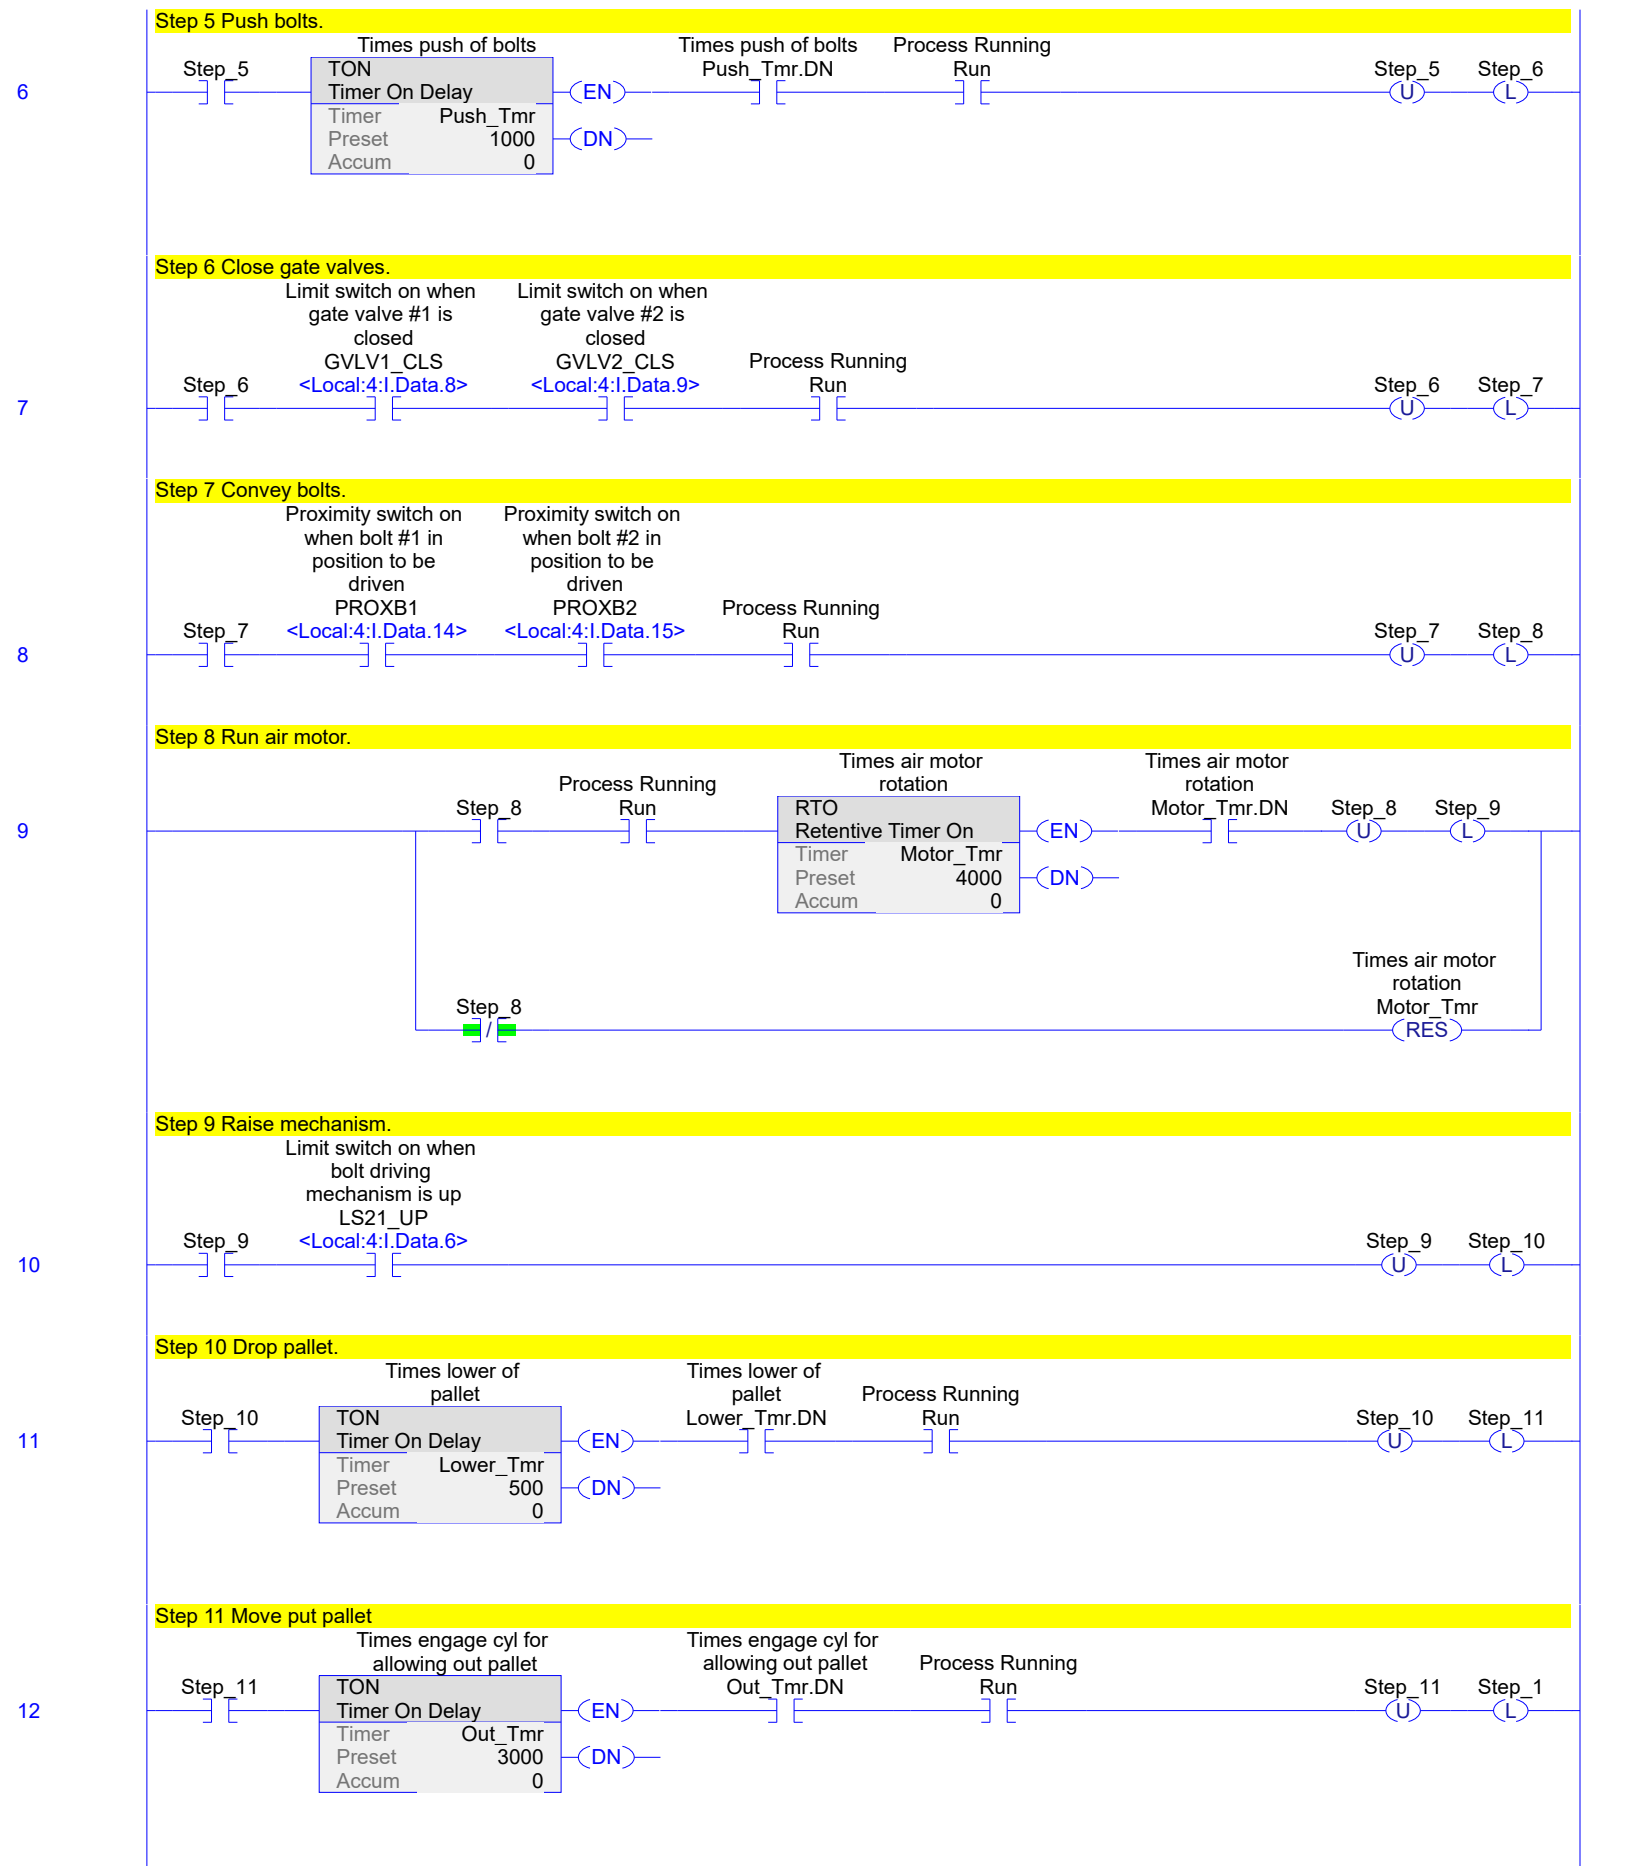 Step 5 Push bolts.
Times push of bolts
Times push of bolts
Process Running
Step_5
TON
Push_Tmr.DN
Run
Step_5
Step_6
6
Timer On Delay
EN
U
L
Timer
Push_Tmr
Preset
1000
DN
Accum
0
Step 6 Close gate valves.
Limit switch on when
gate valve #1 is
closed
GVLV1_CLS
<Local:4:I.Data.8>
Limit switch on when
gate valve #2 is
closed
GVLV2_CLS
<Local:4:I.Data.9>
Process Running
Run
Step_6
Step_6
Step_7
7
U
L
Step 7 Convey bolts.
Proximity switch on
when bolt #1 in
position to be
driven
PROXB1
<Local:4:I.Data.14>
Proximity switch on
when bolt #2 in
position to be
driven
PROXB2
<Local:4:I.Data.15>
Process Running
Run
Step_7
Step_7
Step_8
8
U
L
Step 8 Run air motor.
Times air motor
rotation
Times air motor
rotation
Process Running
Step_8
Run
RTO
Motor_Tmr.DN
Step_8
Step_9
9
Retentive Timer On
EN
U
L
Timer
Motor_Tmr
Preset
4000
DN
Accum
0
Times air motor
rotation
Step_8
Motor_Tmr
/
RES
Step 9 Raise mechanism.
Limit switch on when
bolt driving
mechanism is up
LS21_UP
<Local:4:I.Data.6>
Step_9
Step_9
Step_10
10
U
L
Step 10 Drop pallet.
Times lower of
pallet
Times lower of
pallet
Process Running
Step_10
TON
Lower_Tmr.DN
Run
Step_10
Step_11
11
Timer On Delay
EN
U
L
Timer
Lower_Tmr
Preset
500
DN
Accum
0
Step 11 Move put pallet
Times engage cyl for
allowing out pallet
Times engage cyl for
allowing out pallet
Process Running
Step_11
TON
Out_Tmr.DN
Run
Step_11
Step_1
12
Timer On Delay
EN
U
L
Timer
Out_Tmr
Preset
3000
DN
Accum
0